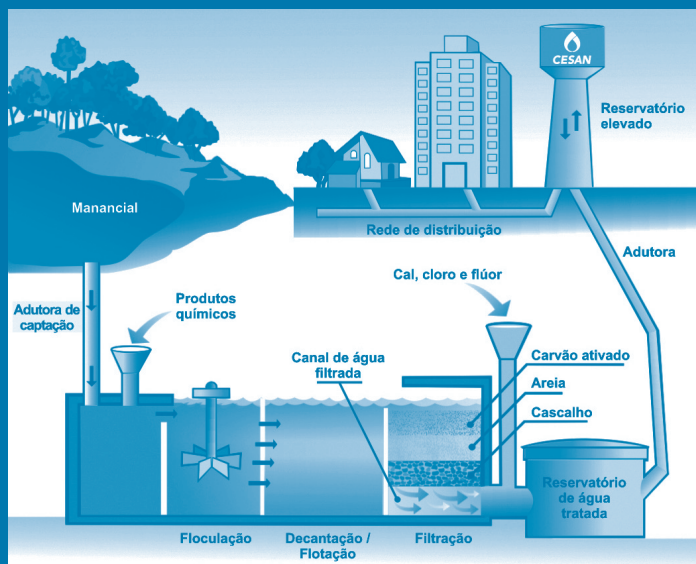 CESAN
Reservatório
elevado
Manancial
Rede de distribuição
Adutora
Adutora de
captação
Produtos
químicos
Cal, cloro e flúor
Canal de água
filtrada
Carvão ativado
Areia
Cascalho
Reservatório
de água
tratada
Floculação
Decantação /
Flotação
Filtração